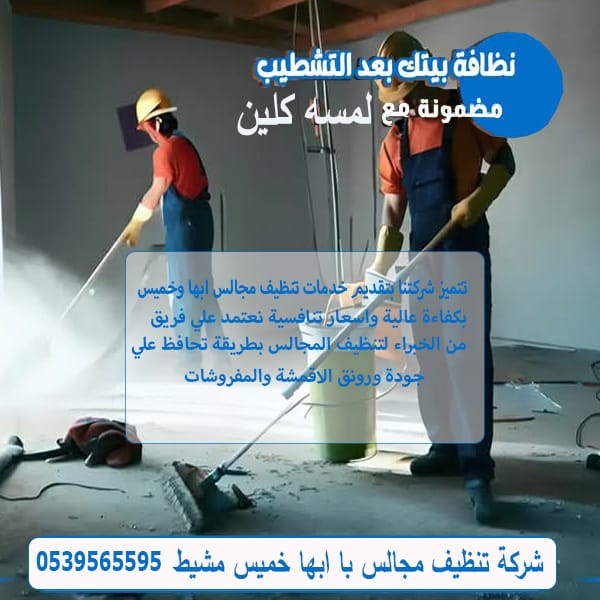 نظافة بيتك بعد التشطيب
مضمونة مع لمسه كلين
تتميز شركتنا بتقديم خدمات تنظيف مجالس ابها وخميس
بكفاءة عالية واسعار تنافسية نعتمد علي فريق
من الخبراء لتنظيف المجالس بطريقة تحافظ علي
جودة ورونق الاقمشة والمفروشات
شركة تنظيف مجالس با ابها خميس مشيط 0539565595